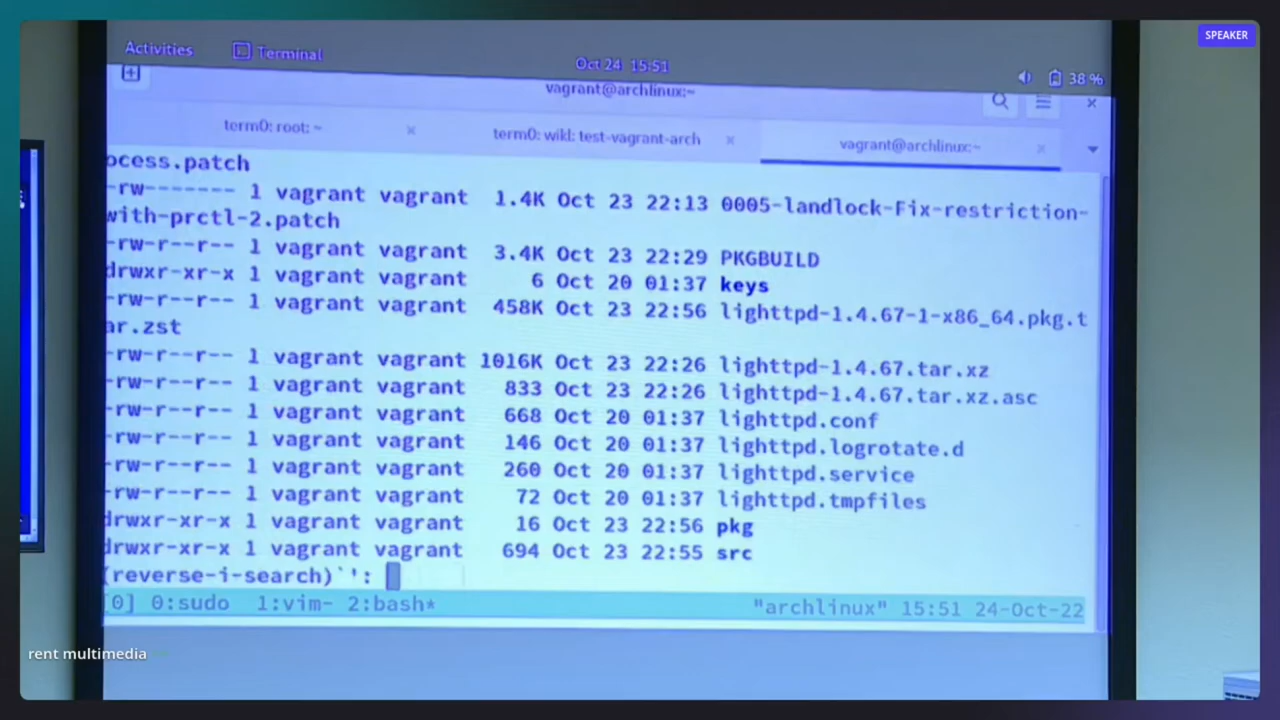 SPEAKER
Activities Terminal
Oct 24 15:51
38 %
vagrant@archlinux:~
term0: root: ~ ×
term0: wikl: test-vagrant-arch ×
vagrant@archlinux:~ ×
ocess.patch
-rw------- 1 vagrant vagrant 1.4K Oct 23 22:13 0005-landlock-Fix-restriction-
with-prctl-2.patch
-rw-r--r-- 1 vagrant vagrant 3.4K Oct 23 22:29 PKGBUILD
drwxr-xr-x 1 vagrant vagrant 6 Oct 20 01:37 keys
-rw-r--r-- 1 vagrant vagrant 458K Oct 23 22:56 lighttpd-1.4.67-1-x86_64.pkg.t
ar.zst
-rw-r--r-- 1 vagrant vagrant 1016K Oct 23 22:26 lighttpd-1.4.67.tar.xz
-rw-r--r-- 1 vagrant vagrant 833 Oct 23 22:26 lighttpd-1.4.67.tar.xz.asc
-rw-r--r-- 1 vagrant vagrant 668 Oct 20 01:37 lighttpd.conf
-rw-r--r-- 1 vagrant vagrant 146 Oct 20 01:37 lighttpd.logrotate.d
-rw-r--r-- 1 vagrant vagrant 260 Oct 20 01:37 lighttpd.service
-rw-r--r-- 1 vagrant vagrant 72 Oct 20 01:37 lighttpd.tmpfiles
drwxr-xr-x 1 vagrant vagrant 16 Oct 23 22:56 pkg
drwxr-xr-x 1 vagrant vagrant 694 Oct 23 22:55 src
(reverse-i-search)`':
[0] 0:sudo 1:vim- 2:bash* "archlinux" 15:51 24-Oct-22
rent multimedia